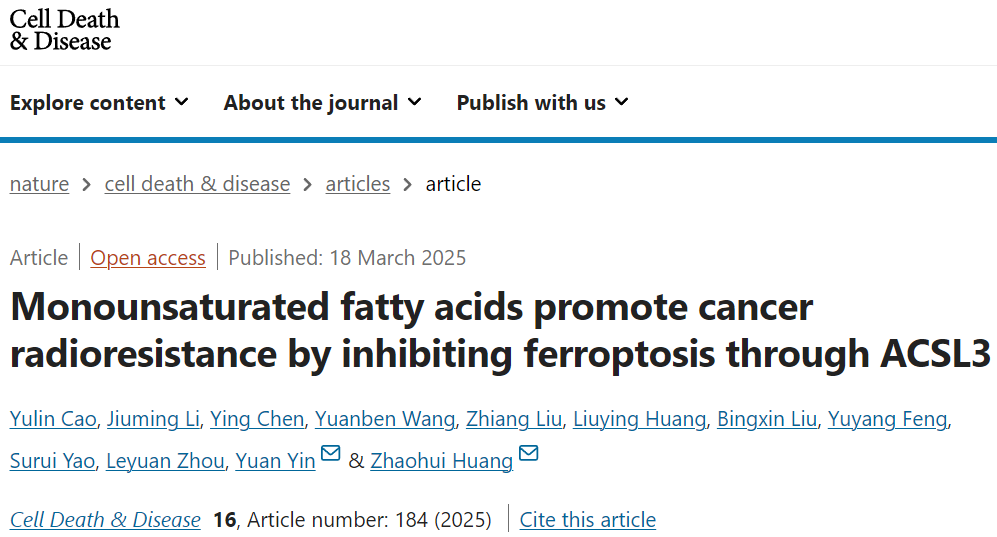 Cell Death
& Disease
Explore content About the journal Publish with us
nature > cell death & disease > articles > article
Article | Open access | Published: 18 March 2025
Monounsaturated fatty acids promote cancer
radioresistance by inhibiting ferroptosis through ACSL3
Yulin Cao, Jiuming Li, Ying Chen, Yuanben Wang, Zhiang Liu, Liuying Huang, Bingxin Liu, Yuyang Feng,
Surui Yao, Leyuan Zhou, Yuan Yin & Zhaohui Huang
Cell Death & Disease 16, Article number: 184 (2025) | Cite this article